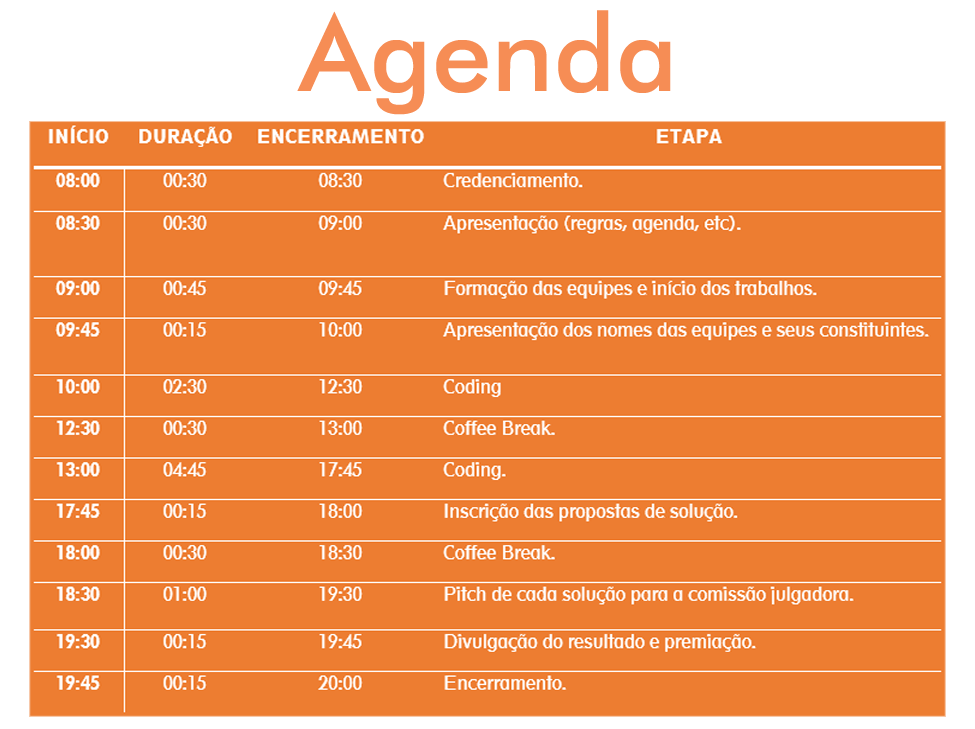 Agenda
INÍCIO DURAÇÃO ENCERRAMENTO ETAPA
08:00 00:30 08:30 Credenciamento.
08:30 00:30 09:00 Apresentação (regras, agenda, etc).
09:00 00:45 09:45 Formação das equipes e início dos trabalhos.
09:45 00:15 10:00 Apresentação dos nomes das equipes e seus constituintes.
10:00 02:30 12:30 Coding
12:30 00:30 13:00 Coffee Break.
13:00 04:45 17:45 Coding.
17:45 00:15 18:00 Inscrição das propostas de solução.
18:00 00:30 18:30 Coffee Break.
18:30 01:00 19:30 Pitch de cada solução para a comissão julgadora.
19:30 00:15 19:45 Divulgação do resultado e premiação.
19:45 00:15 20:00 Encerramento.